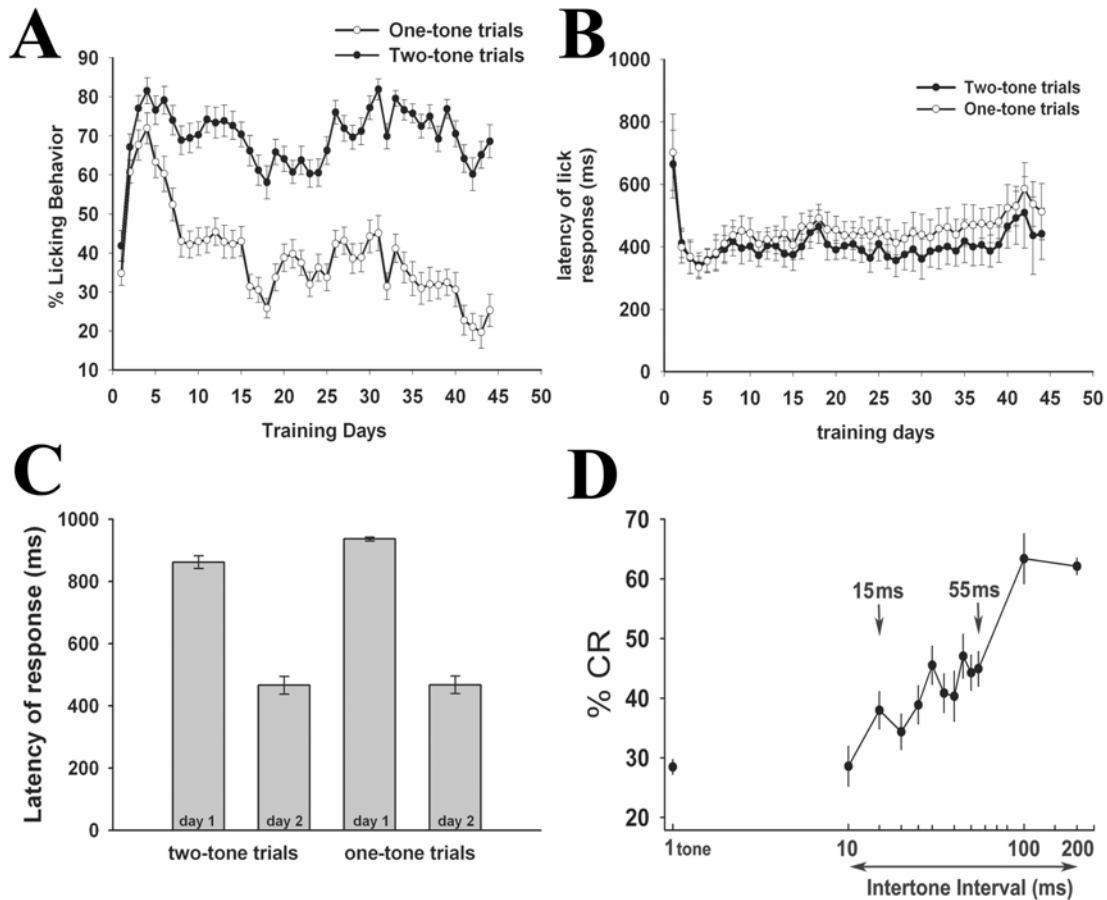 A
One-tone trials
Two-tone trials
% Licking Behavior
90
80
70
60
50
40
30
20
10
0 5 10 15 20 25 30 35 40 45 50
Training Days
B
Two-tone trials
One-tone trials
latency of lick
response (ms)
1000
800
600
400
200
0
0 5 10 15 20 25 30 35 40 45 50
training days
C
Latency of response (ms)
1000
800
600
400
200
0
day 1 day 2 day 1 day 2
two-tone trials one-tone trials
D
% CR
70
60
50
40
30
20
15ms 55ms
1 tone 10 100 200
Intertone Interval (ms)